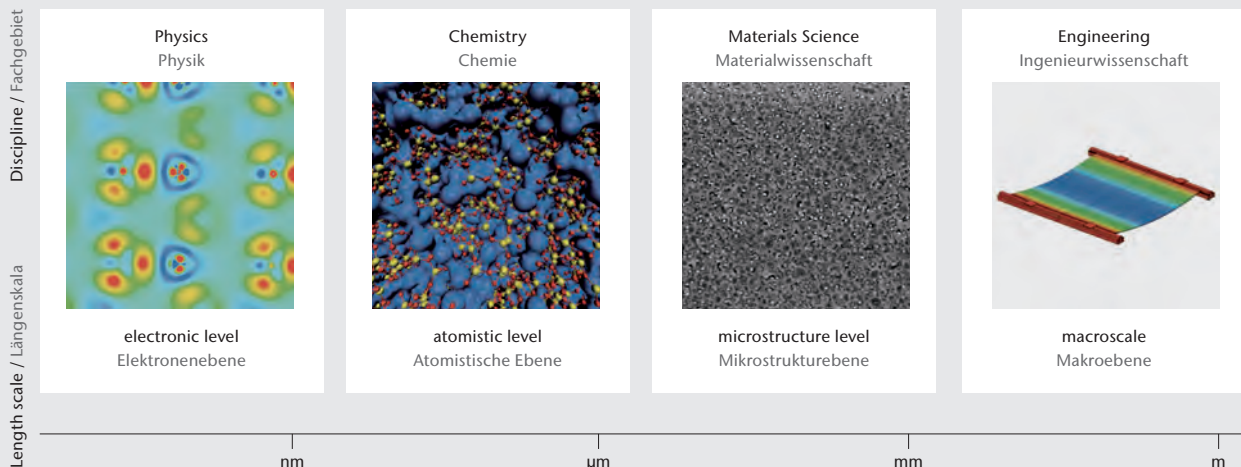 Discipline / Fachgebiet
Physics
Physik
electronic level
Elektronenebene
Chemistry
Chemie
atomistic level
Atomistische Ebene
Materials Science
Materialwissenschaft
microstructure level
Mikrostrukturebene
Engineering
Ingenieurwissenschaft
macroscale
Makroebene
Length scale / Längenskala
nm
µm
mm
m